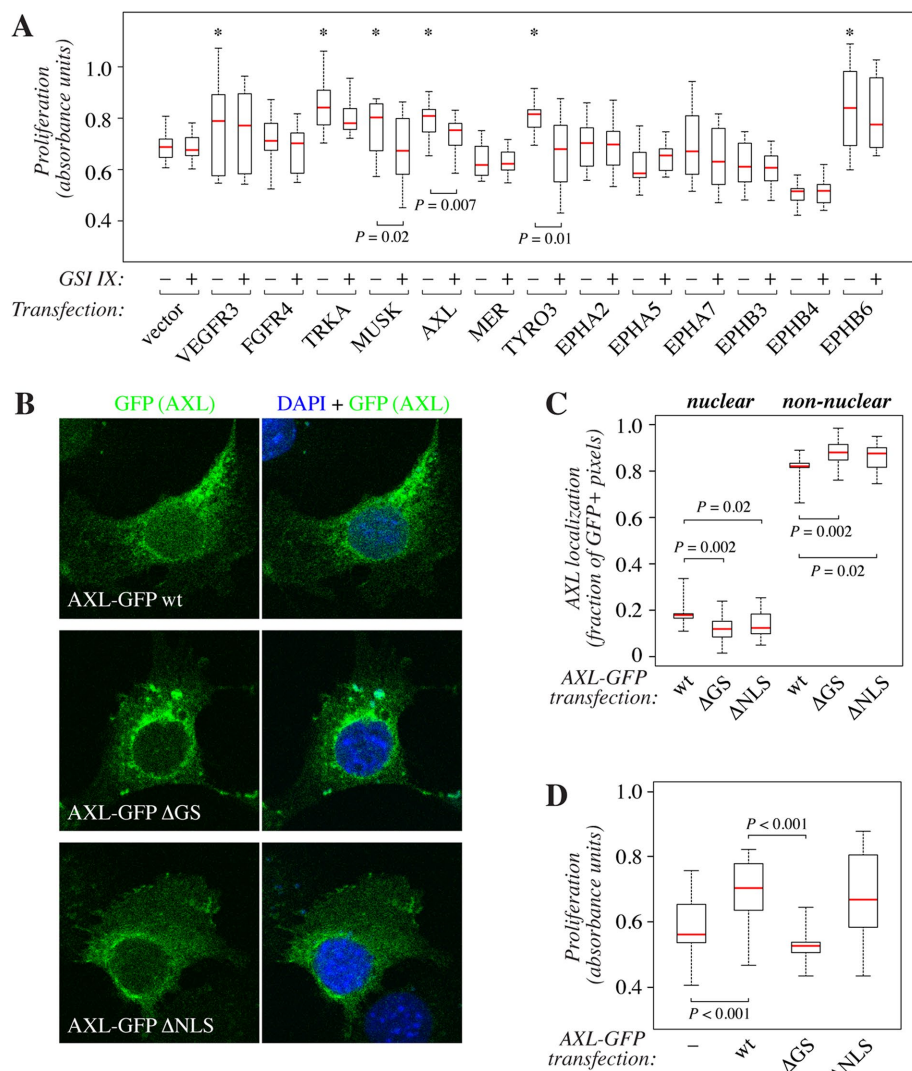 A
Proliferation
(absorbance units)
1.0
0.8
0.6
0.4
* * * * * *
P = 0.02
P = 0.007
P = 0.01
GSI IX: – + – + – + – + – + – + – + – + – + – + – + – + – + – +
Transfection: vector VEGFR3 FGFR4 TRKA MUSK AXL MER TYRO3 EPHA2 EPHA5 EPHA7 EPHB3 EPHB4 EPHB6
B
GFP (AXL) DAPI + GFP (AXL)
AXL-GFP wt
AXL-GFP ΔGS
AXL-GFP ΔNLS
C
nuclear non-nuclear
AXL localization
(fraction of GFP+ pixels)
1.0
0.8
0.6
0.4
0.2
0
P = 0.02
P = 0.002
P = 0.002
P = 0.02
AXL-GFP
transfection: wt ΔGS ΔNLS wt ΔGS ΔNLS
D
Proliferation
(absorbance units)
1.0
0.8
0.6
0.4
P < 0.001
P < 0.001
AXL-GFP
transfection: – wt ΔGS ΔNLS